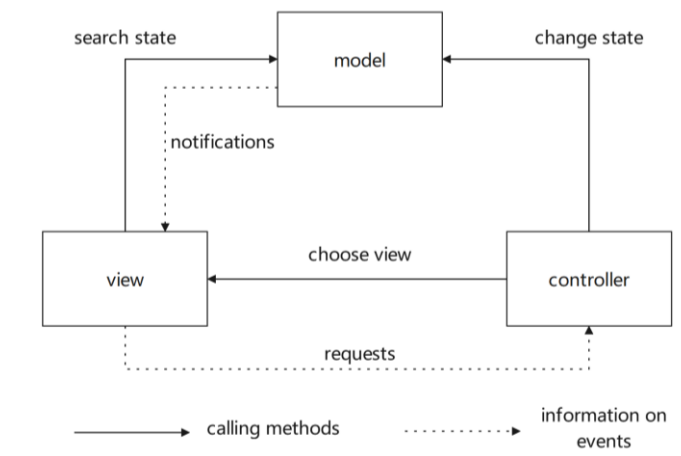 search state
model
change state
notifications
choose view
view
controller
requests
calling methods
information on
events